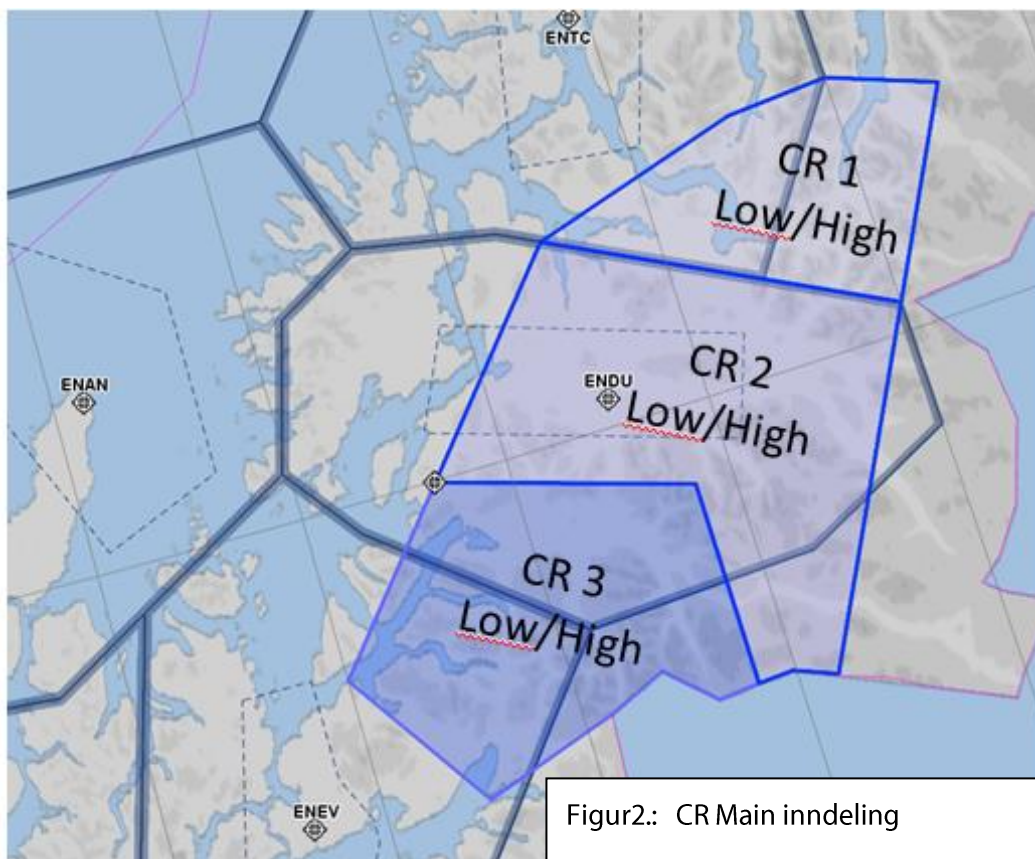 ENTC
CR 1
Low/High
ENAN
ENDU
CR 2
Low/High
CR 3
Low/High
ENEV
Figur2.: CR Main inndeling